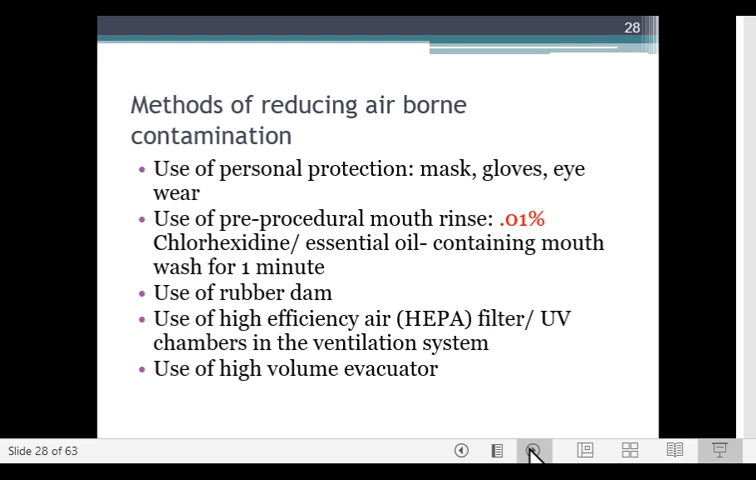 28
Methods of reducing air borne
contamination
• Use of personal protection: mask, gloves, eye
wear
• Use of pre-procedural mouth rinse: .01%
Chlorhexidine/ essential oil- containing mouth
wash for 1 minute
• Use of rubber dam
• Use of high efficiency air (HEPA) filter/ UV
chambers in the ventilation system
• Use of high volume evacuator
Slide 28 of 63